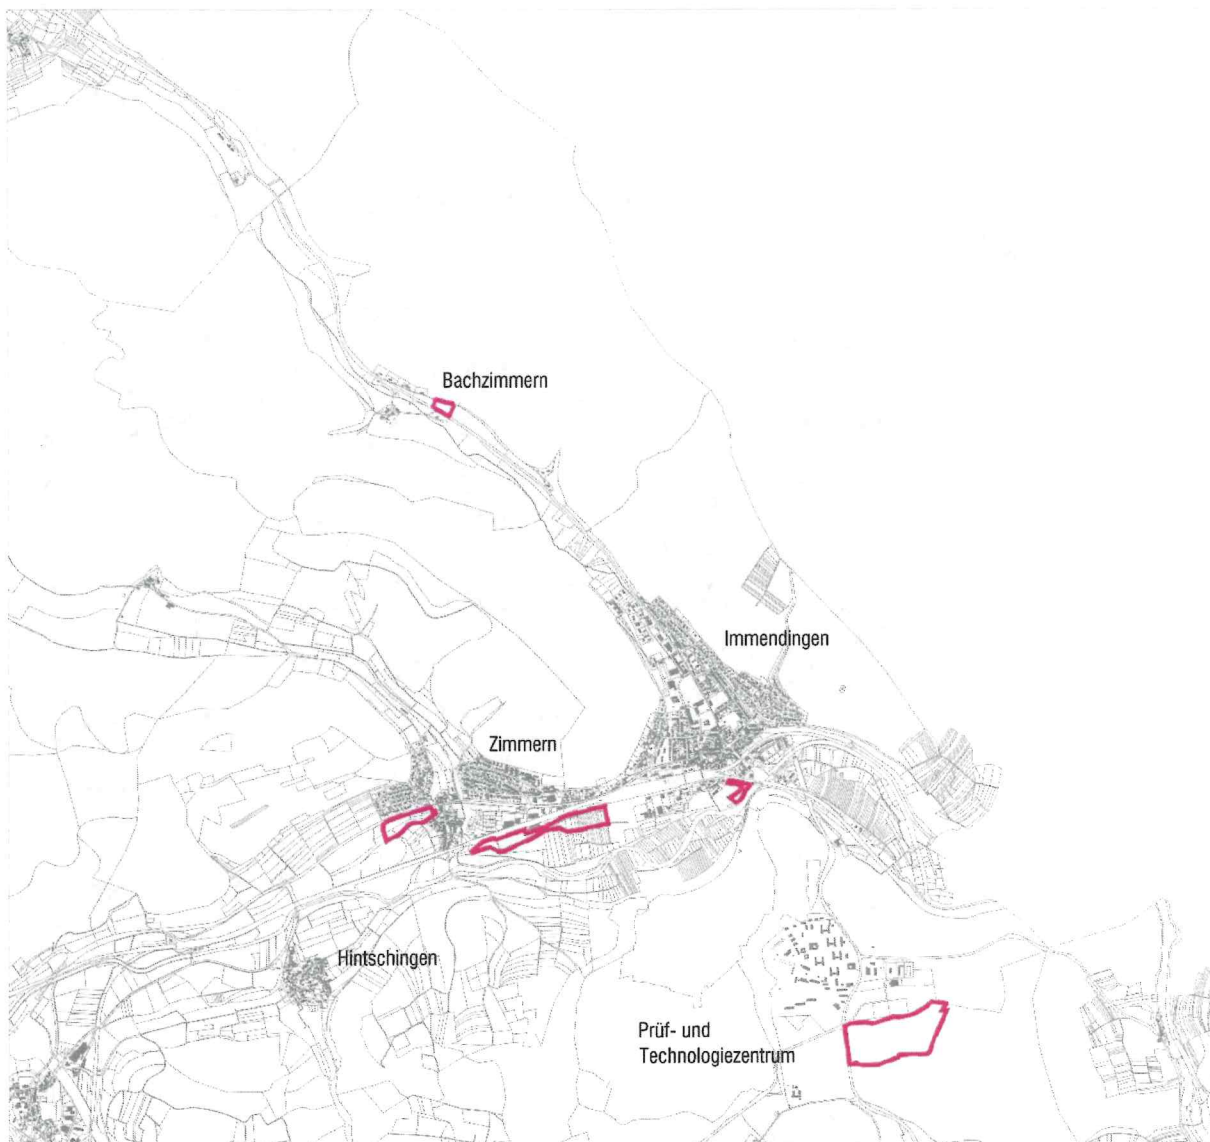 Bachzimmern
Immendingen
Zimmern
Hintschingen
Prüf- und
Technologiezentrum